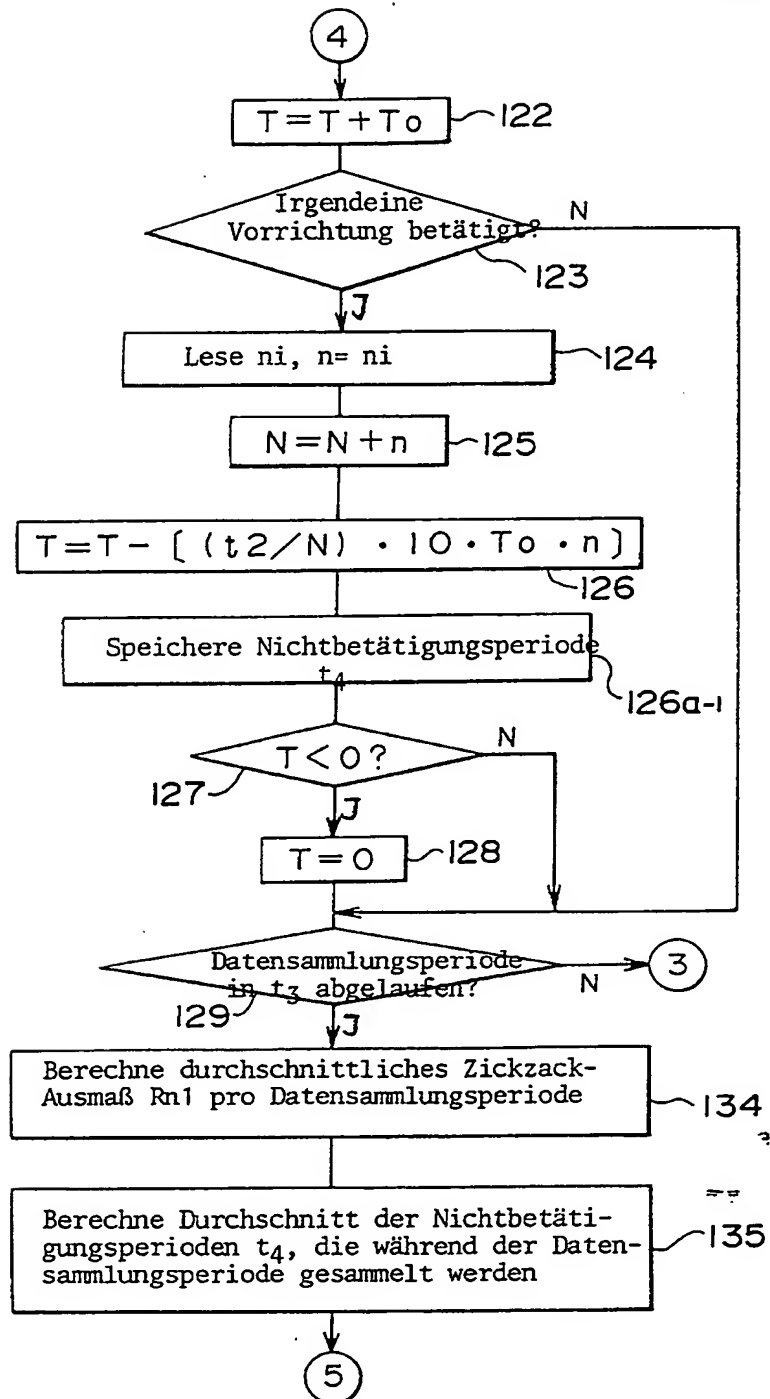 4
T = T + To
122
Irgendeine
Vorrichtung betätigt?
N
123
J
Lese ni, n= ni
124
N = N + n
125
T = T - [ (t2/N) · 10 · To · n ]
126
Speichere Nichtbetätigungsperiode
t4
126a-1
T < 0 ?
N
127
J
T = 0
128
Datensammlungsperiode
in t3 abgelaufen?
N
3
129
J
Berechne durchschnittliches Zickzack-
Ausmaß Rn1 pro Datensammlungsperiode
134
Berechne Durchschnitt der Nichtbetäti-
gungsperioden t4, die während der Daten-
sammlungsperiode gesammelt werden
135
5